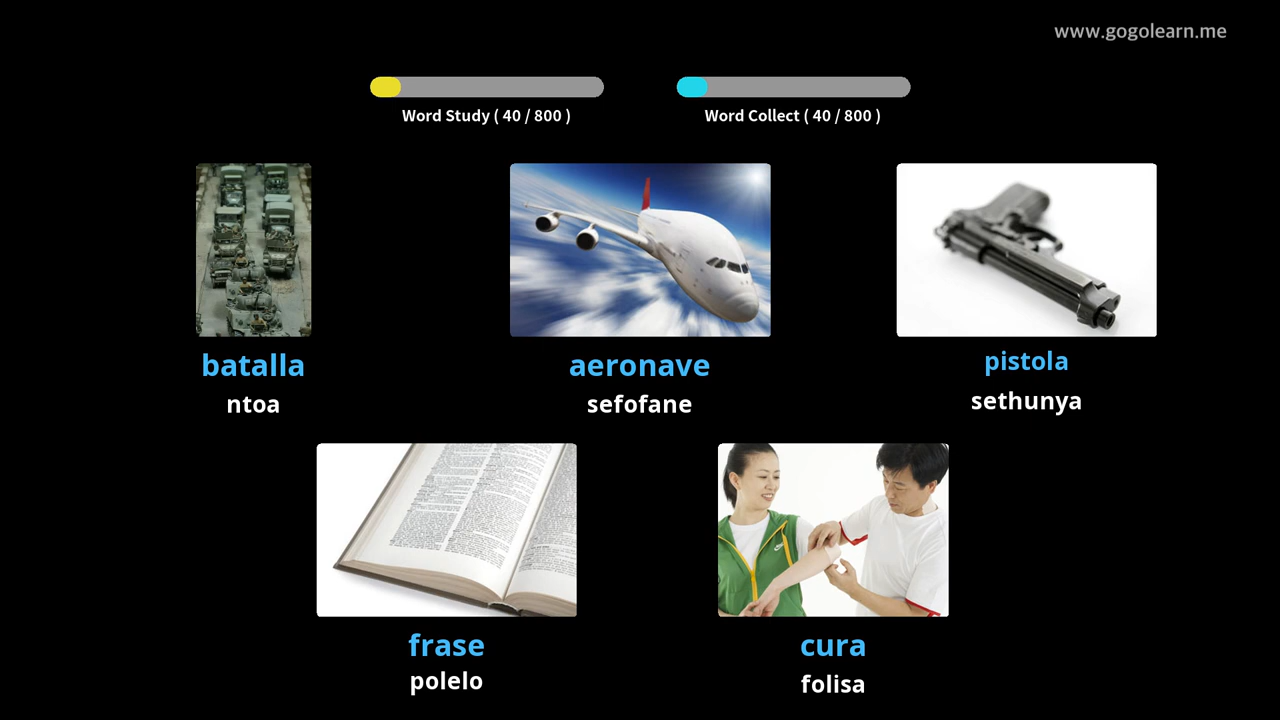 www.gogolearn.me
Word Study ( 40 / 800 )
Word Collect ( 40 / 800 )
batalla
ntoa
aeronave
sefofane
pistola
sethunya
frase
polelo
cura
folisa